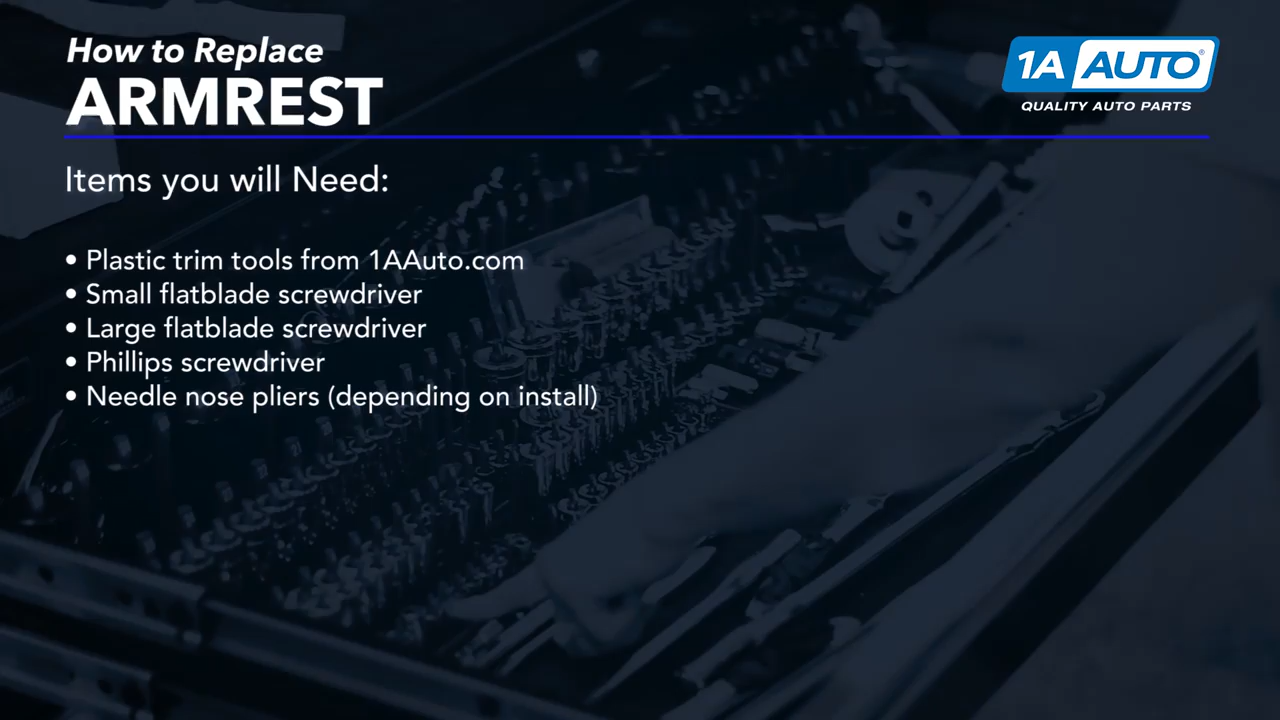 How to Replace
ARMREST
1A AUTO®
QUALITY AUTO PARTS
Items you will Need:
• Plastic trim tools from 1AAuto.com
• Small flatblade screwdriver
• Large flatblade screwdriver
• Phillips screwdriver
• Needle nose pliers (depending on install)